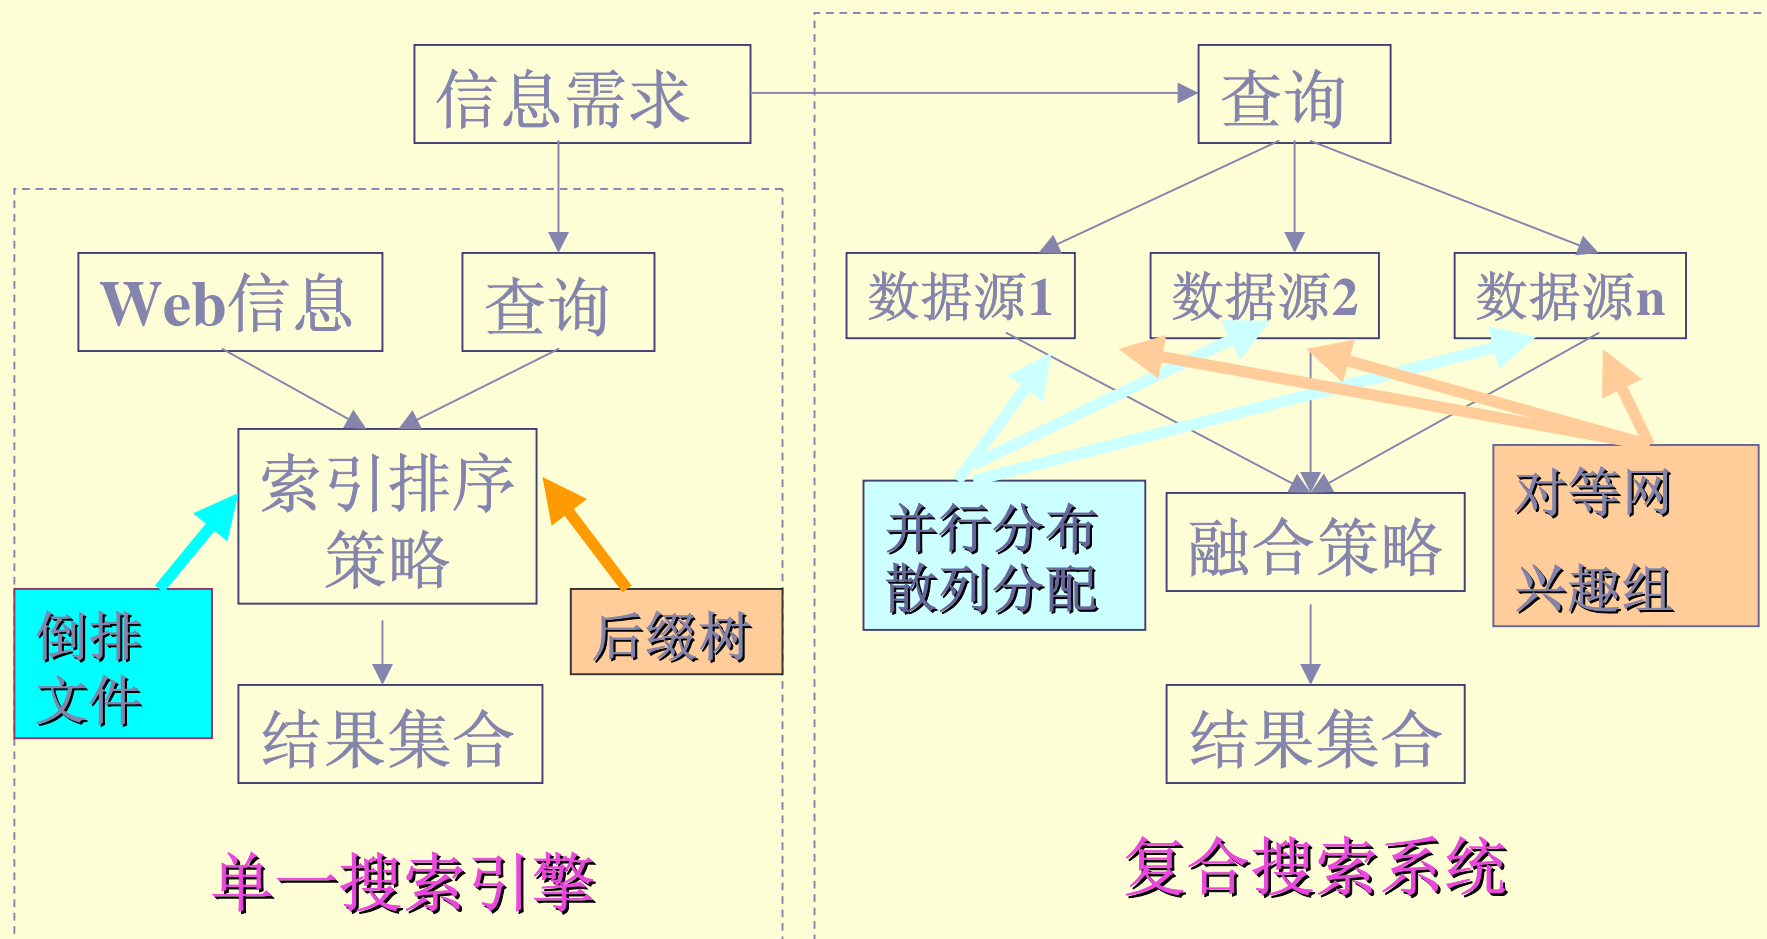 信息需求
查询
Web信息
查询
数据源1
数据源2
数据源n
索引排序
策略
并行分布
散列分配
融合策略
对等网
兴趣组
倒排
文件
后缀树
结果集合
结果集合
单一搜索引擎
复合搜索系统